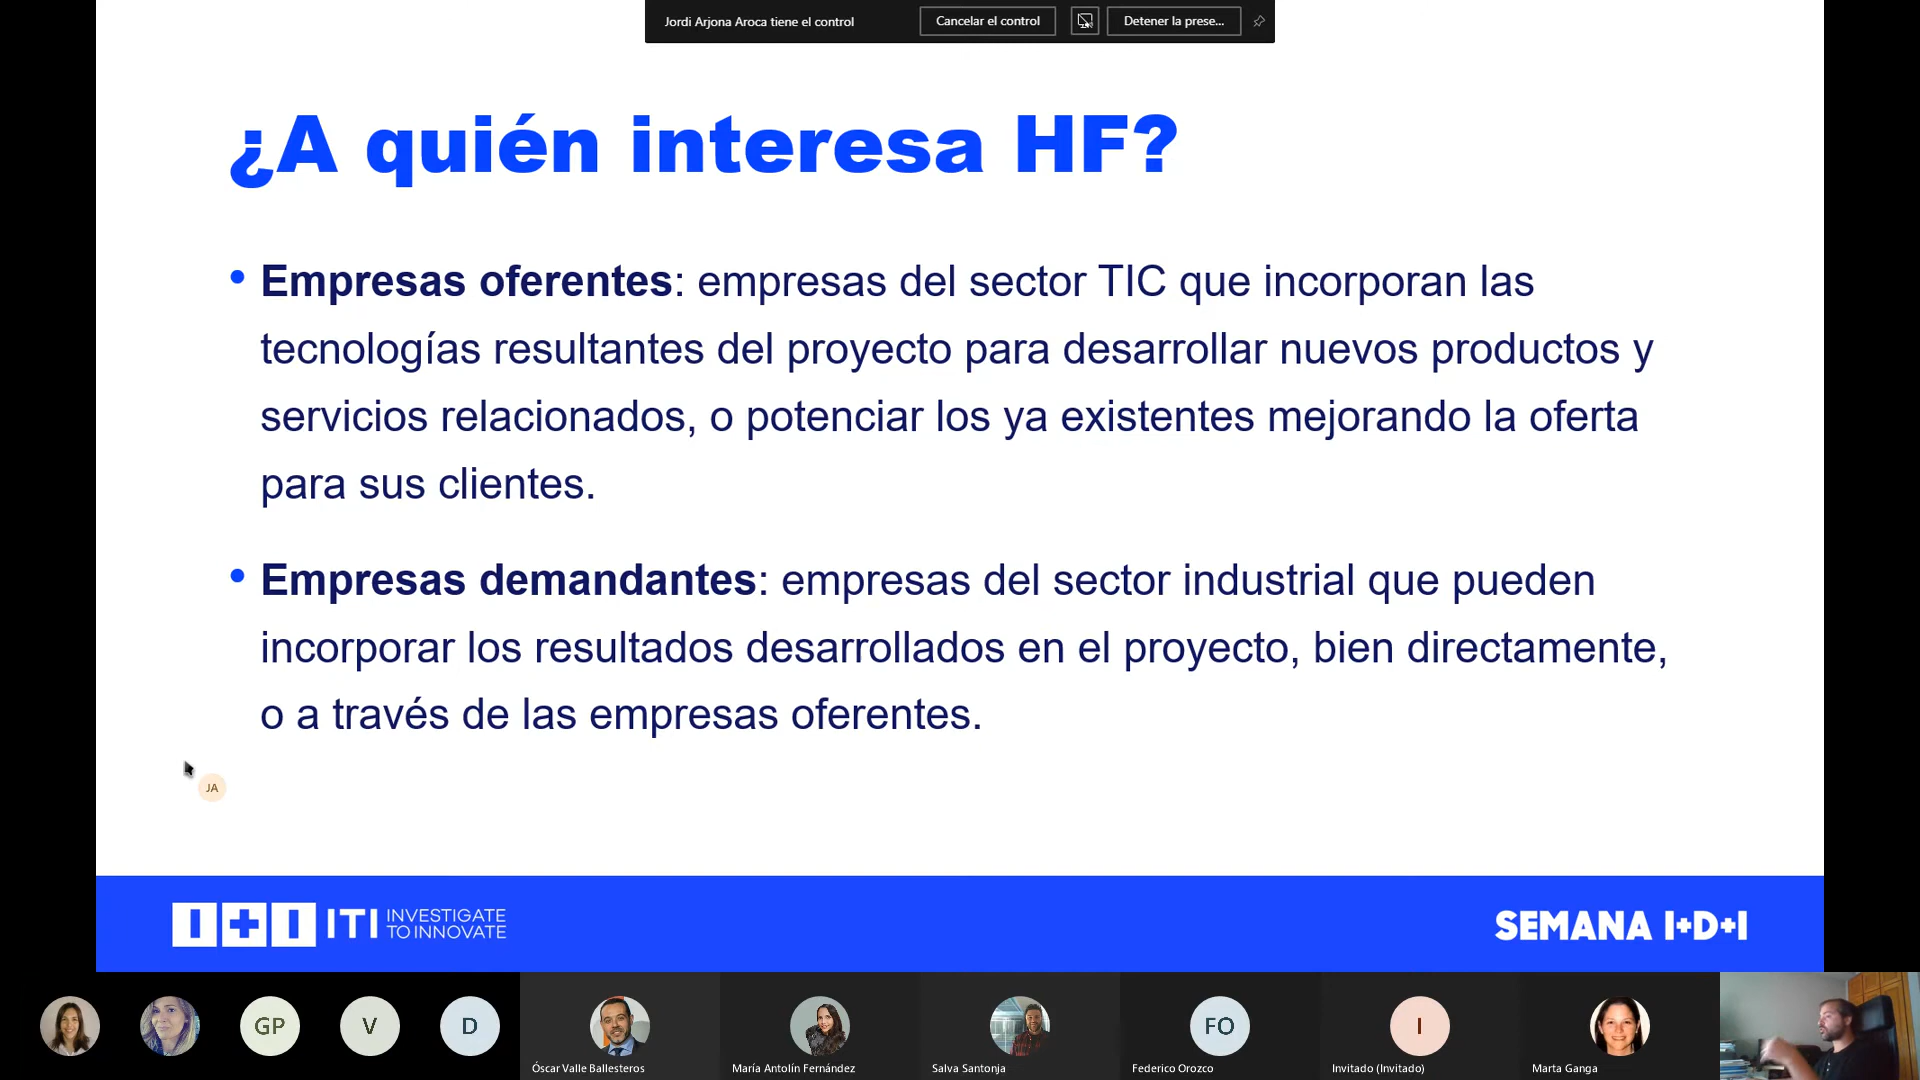 Jordi Arjona Aroca tiene el control
Cancelar el control
Detener la prese...
¿A quién interesa HF?
• Empresas oferentes: empresas del sector TIC que incorporan las
tecnologías resultantes del proyecto para desarrollar nuevos productos y
servicios relacionados, o potenciar los ya existentes mejorando la oferta
para sus clientes.
• Empresas demandantes: empresas del sector industrial que pueden
incorporar los resultados desarrollados en el proyecto, bien directamente,
o a través de las empresas oferentes.
JA
I+I ITI INVESTIGATE
TO INNOVATE
SEMANA I+D+I
GP
V
D
FO
I
Óscar Valle Ballesteros
María Antolín Fernández
Salva Santonja
Federico Orozco
Invitado (Invitado)
Marta Ganga